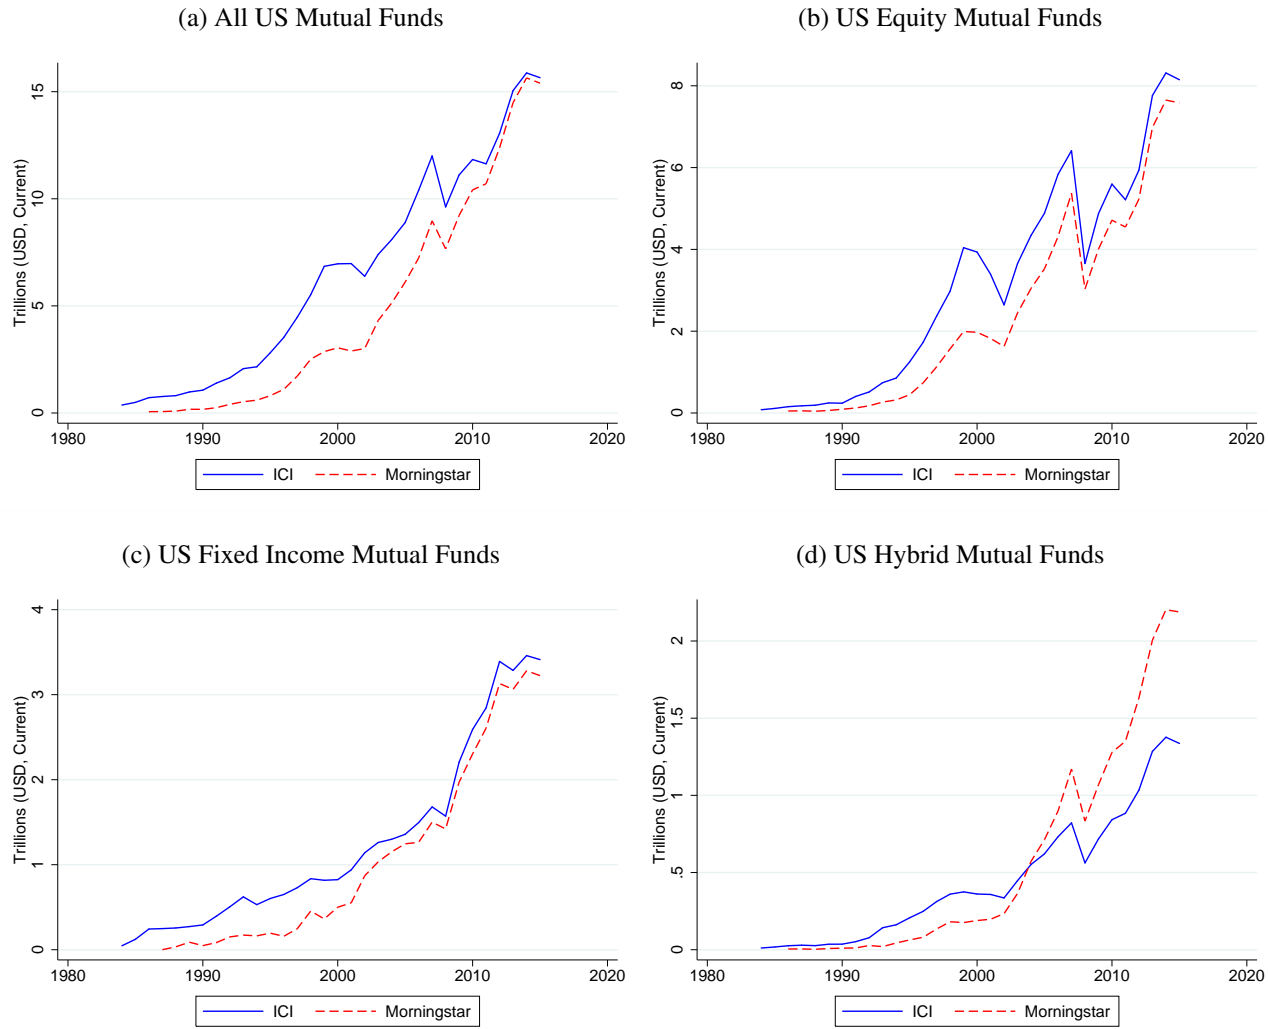 (a) All US Mutual Funds
Trillions (USD, Current)
15
10
5
0
1980 1990 2000 2010 2020
ICI Morningstar
(b) US Equity Mutual Funds
Trillions (USD, Current)
8
6
4
2
0
1980 1990 2000 2010 2020
ICI Morningstar
(c) US Fixed Income Mutual Funds
Trillions (USD, Current)
4
3
2
1
0
1980 1990 2000 2010 2020
ICI Morningstar
(d) US Hybrid Mutual Funds
Trillions (USD, Current)
2
1.5
1
.5
0
1980 1990 2000 2010 2020
ICI Morningstar